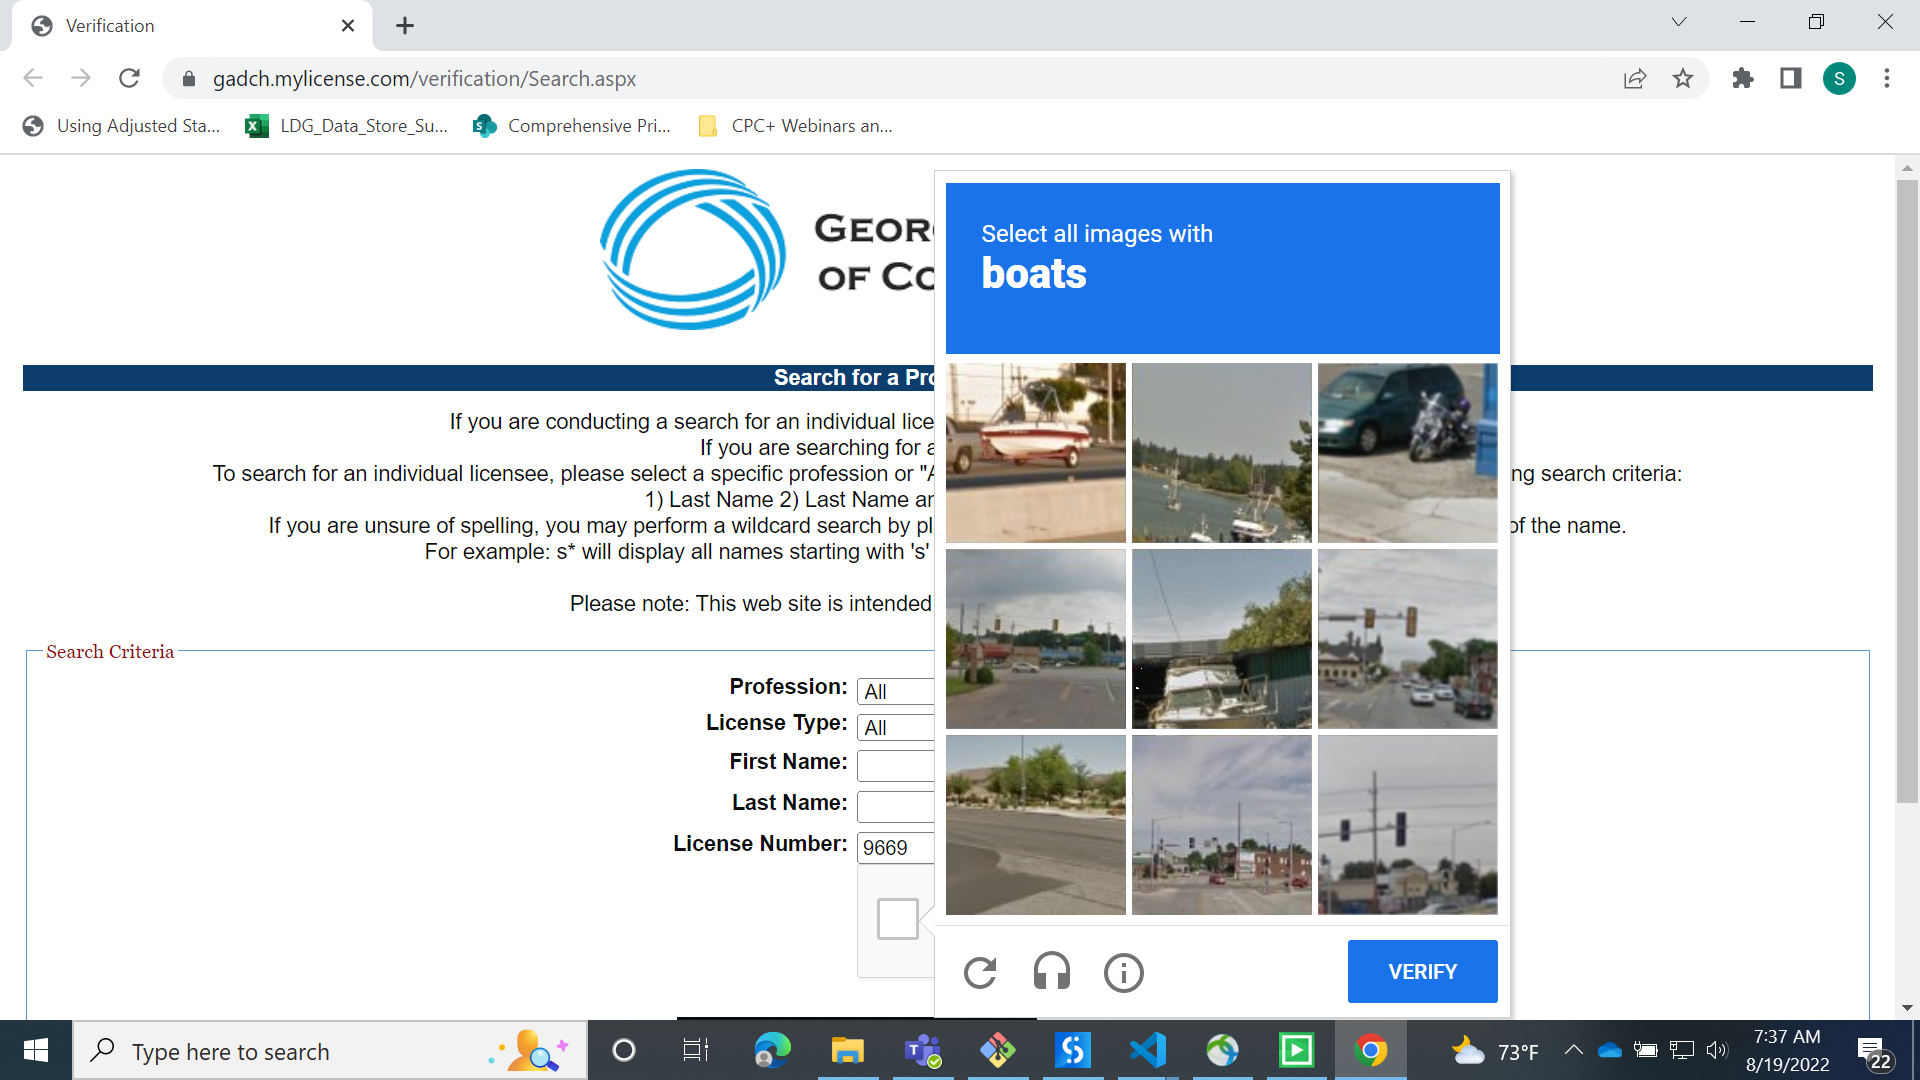 Verification
gadch.mylicense.com/verification/Search.aspx
S
Using Adjusted Sta...
LDG_Data_Store_Su...
Comprehensive Pri...
CPC+ Webinars an...
GEOR
OF CO
Select all images with
boats
Search for a Pro
If you are conducting a search for an individual lice
If you are searching for a
To search for an individual licensee, please select a specific profession or "A
ng search criteria:
1) Last Name 2) Last Name an
If you are unsure of spelling, you may perform a wildcard search by pl
of the name.
For example: s* will display all names starting with 's'
Please note: This web site is intended
Search Criteria
Profession: All
License Type: All
First Name:
Last Name:
License Number: 9669
VERIFY
Type here to search
73°F
7:37 AM
8/19/2022
22